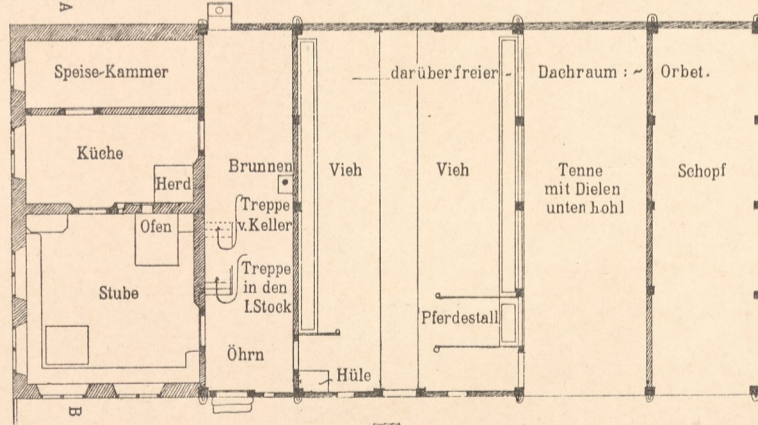 A
Speise-Kammer
darüber freier ~ Dachraum : ~ Orbet.
Küche
Herd
Brunnen
Vieh
Vieh
Tenne
mit Dielen
unten hohl
Schopf
Ofen
Treppe
v. Keller
Stube
Treppe
in den
I. Stock
Pferdestall
Öhrn
Hüle
B